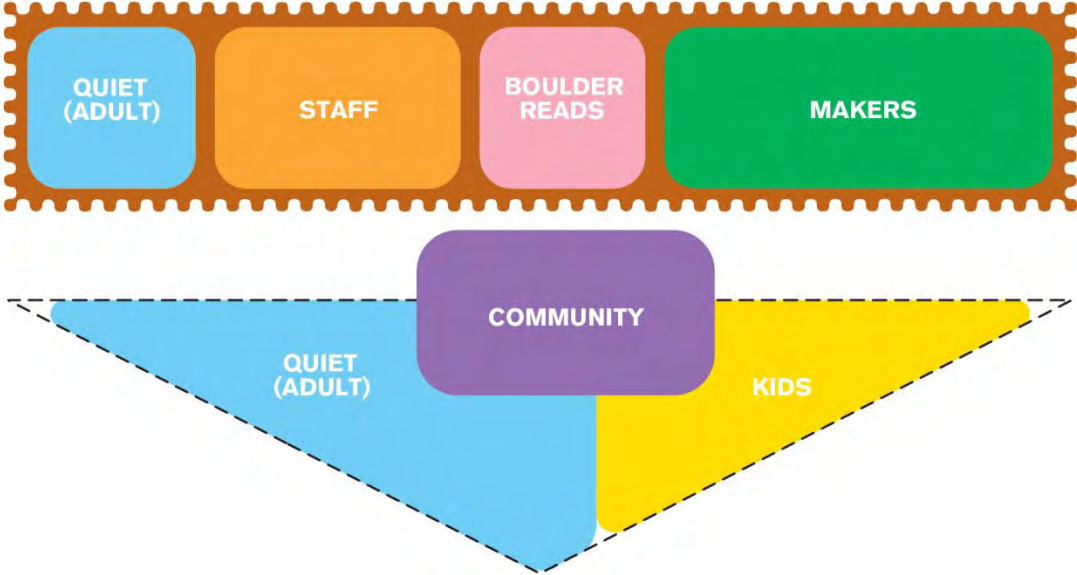 QUIET
(ADULT)
STAFF
BOULDER
READS
MAKERS
COMMUNITY
QUIET
(ADULT)
KIDS